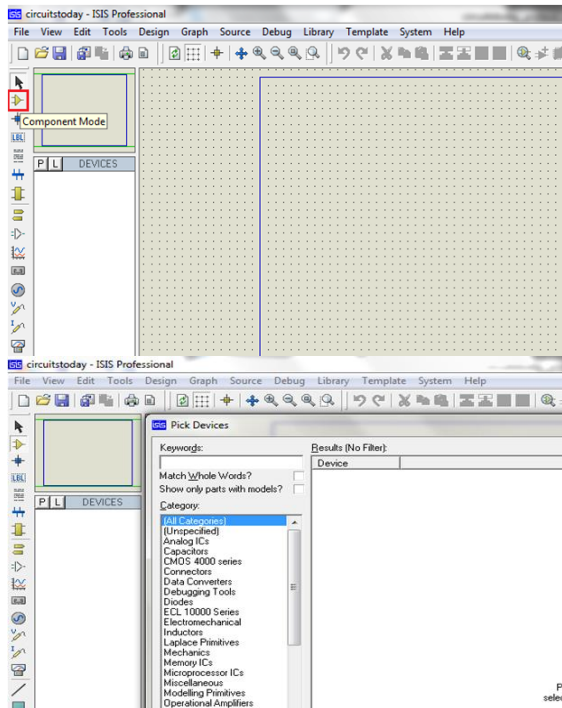 ISIS circuitstoday - ISIS Professional
File View Edit Tools Design Graph Source Debug Library Template System Help
Component Mode
LBL
P L DEVICES
ISIS circuitstoday - ISIS Professional
File View Edit Tools Design Graph Source Debug Library Template System Help
ISIS Pick Devices
LBL
P L DEVICES
Keywords:
Results (No Filter):
Device
Match Whole Words?
Show only parts with models?
Category:
(All Categories)
(Unspecified)
Analog ICs
Capacitors
CMOS 4000 series
Connectors
Data Converters
Debugging Tools
Diodes
ECL 10000 Series
Electromechanical
Inductors
Laplace Primitives
Mechanics
Memory ICs
Microprocessor ICs
Miscellaneous
Modelling Primitives
Operational Amplifiers